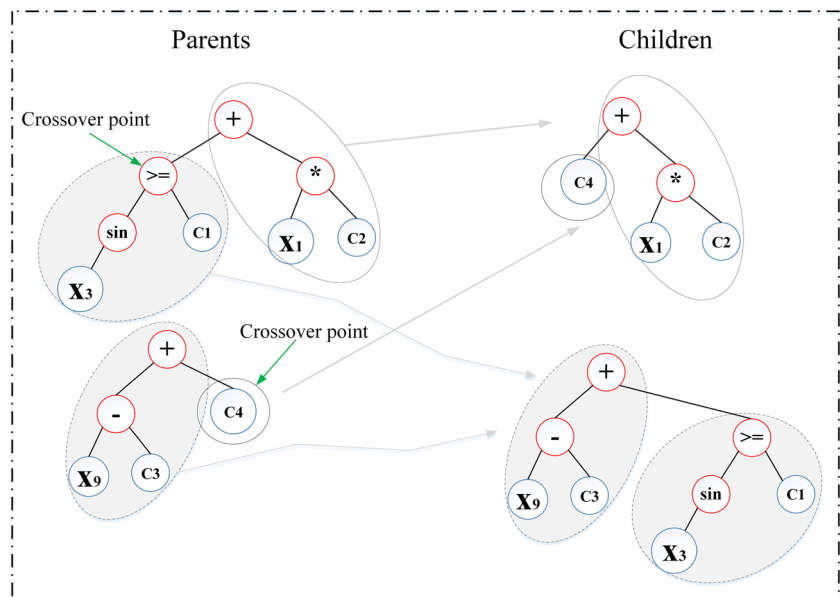 Parents
Children
Crossover point
+
+
>=
*
C4
*
sin
C1
X1
C2
X1
C2
X3
Crossover point
+
+
-
C4
-
>=
X9
C3
X9
C3
sin
C1
X3